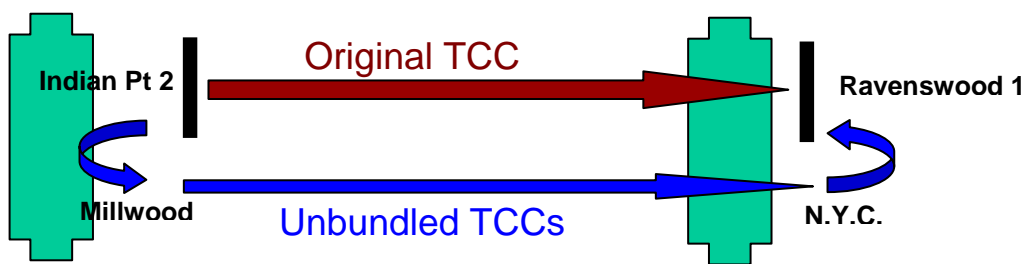 Original TCC
Indian Pt 2
Ravenswood 1
Millwood
N.Y.C.
Unbundled TCCs